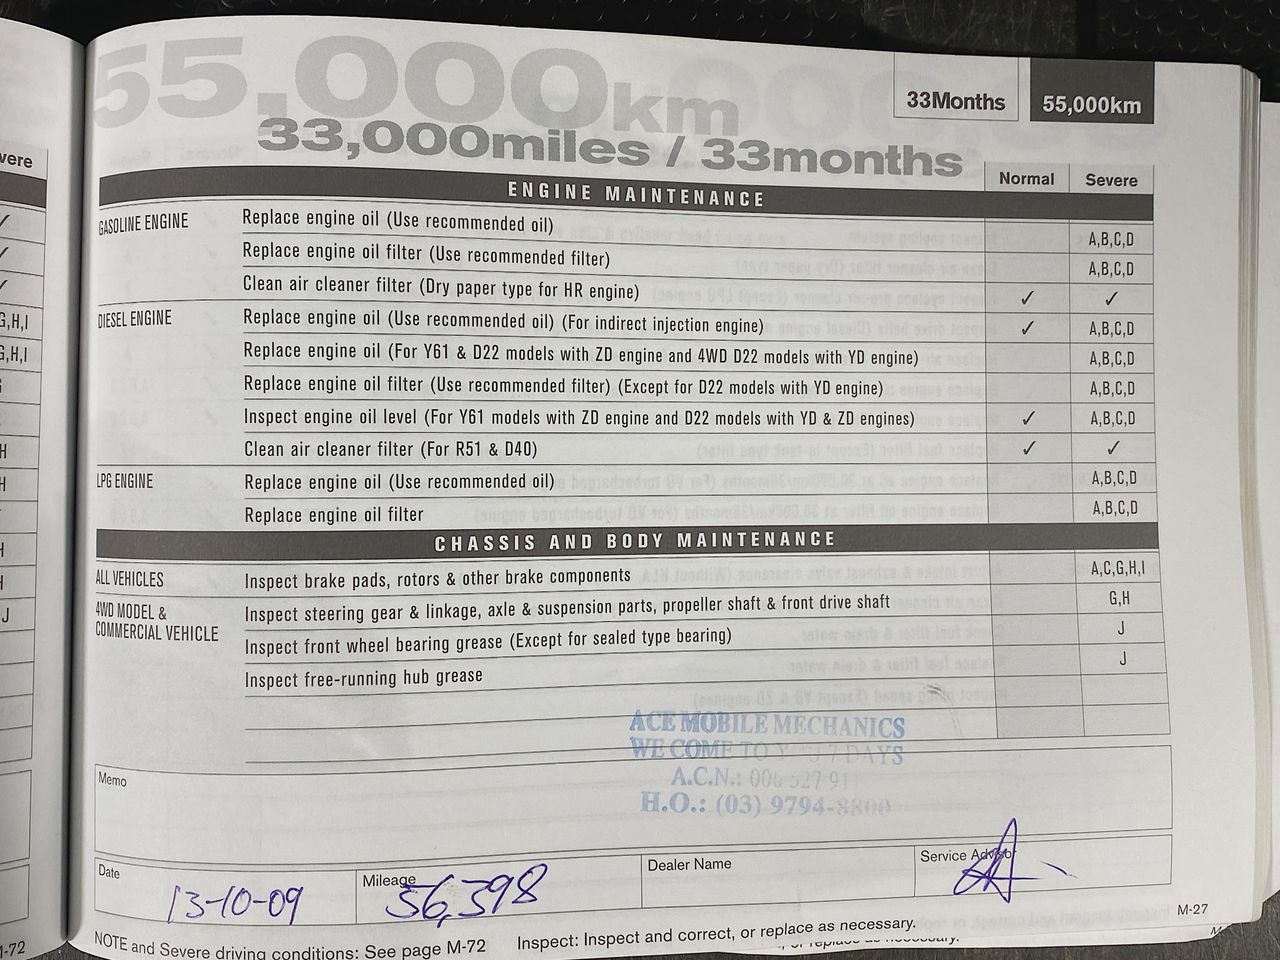 55,000km
33,000miles / 33months
33Months
55,000km
Normal
Severe
ENGINE MAINTENANCE
GASOLINE ENGINE
Replace engine oil (Use recommended oil)
A,B,C,D
Replace engine oil filter (Use recommended filter)
A,B,C,D
Clean air cleaner filter (Dry paper type for HR engine)
✓ ✓
DIESEL ENGINE
Replace engine oil (Use recommended oil) (For indirect injection engine)
✓ A,B,C,D
Replace engine oil (For Y61 & D22 models with ZD engine and 4WD D22 models with YD engine)
A,B,C,D
Replace engine oil filter (Use recommended filter) (Except for D22 models with YD engine)
A,B,C,D
Inspect engine oil level (For Y61 models with ZD engine and D22 models with YD & ZD engines)
✓ A,B,C,D
Clean air cleaner filter (For R51 & D40)
✓ ✓
LPG ENGINE
Replace engine oil (Use recommended oil)
A,B,C,D
Replace engine oil filter
A,B,C,D
CHASSIS AND BODY MAINTENANCE
ALL VEHICLES
Inspect brake pads, rotors & other brake components
A,C,G,H,I
4WD MODEL &
COMMERCIAL VEHICLE
Inspect steering gear & linkage, axle & suspension parts, propeller shaft & front drive shaft
G,H
Inspect front wheel bearing grease (Except for sealed type bearing)
J
Inspect free-running hub grease
J
ACE MOBILE MECHANICS
WE COME TO 7 DAYS
A.C.N.: 006 527 91
H.O.: (03) 9794-8800
Memo
Date
13-10-09
Mileage
56,398
Dealer Name
Service Advisor
M-27
NOTE and Severe driving conditions: See page M-72
Inspect: Inspect and correct, or replace as necessary.